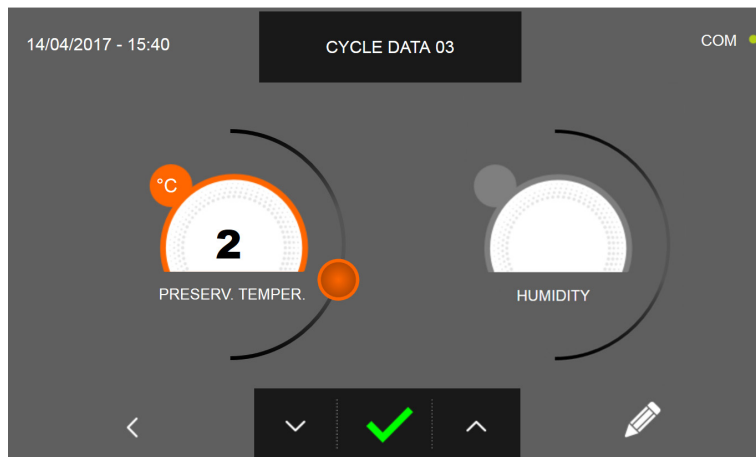 14/04/2017 - 15:40
CYCLE DATA 03
COM
°C
2
PRESERV. TEMPER.
HUMIDITY